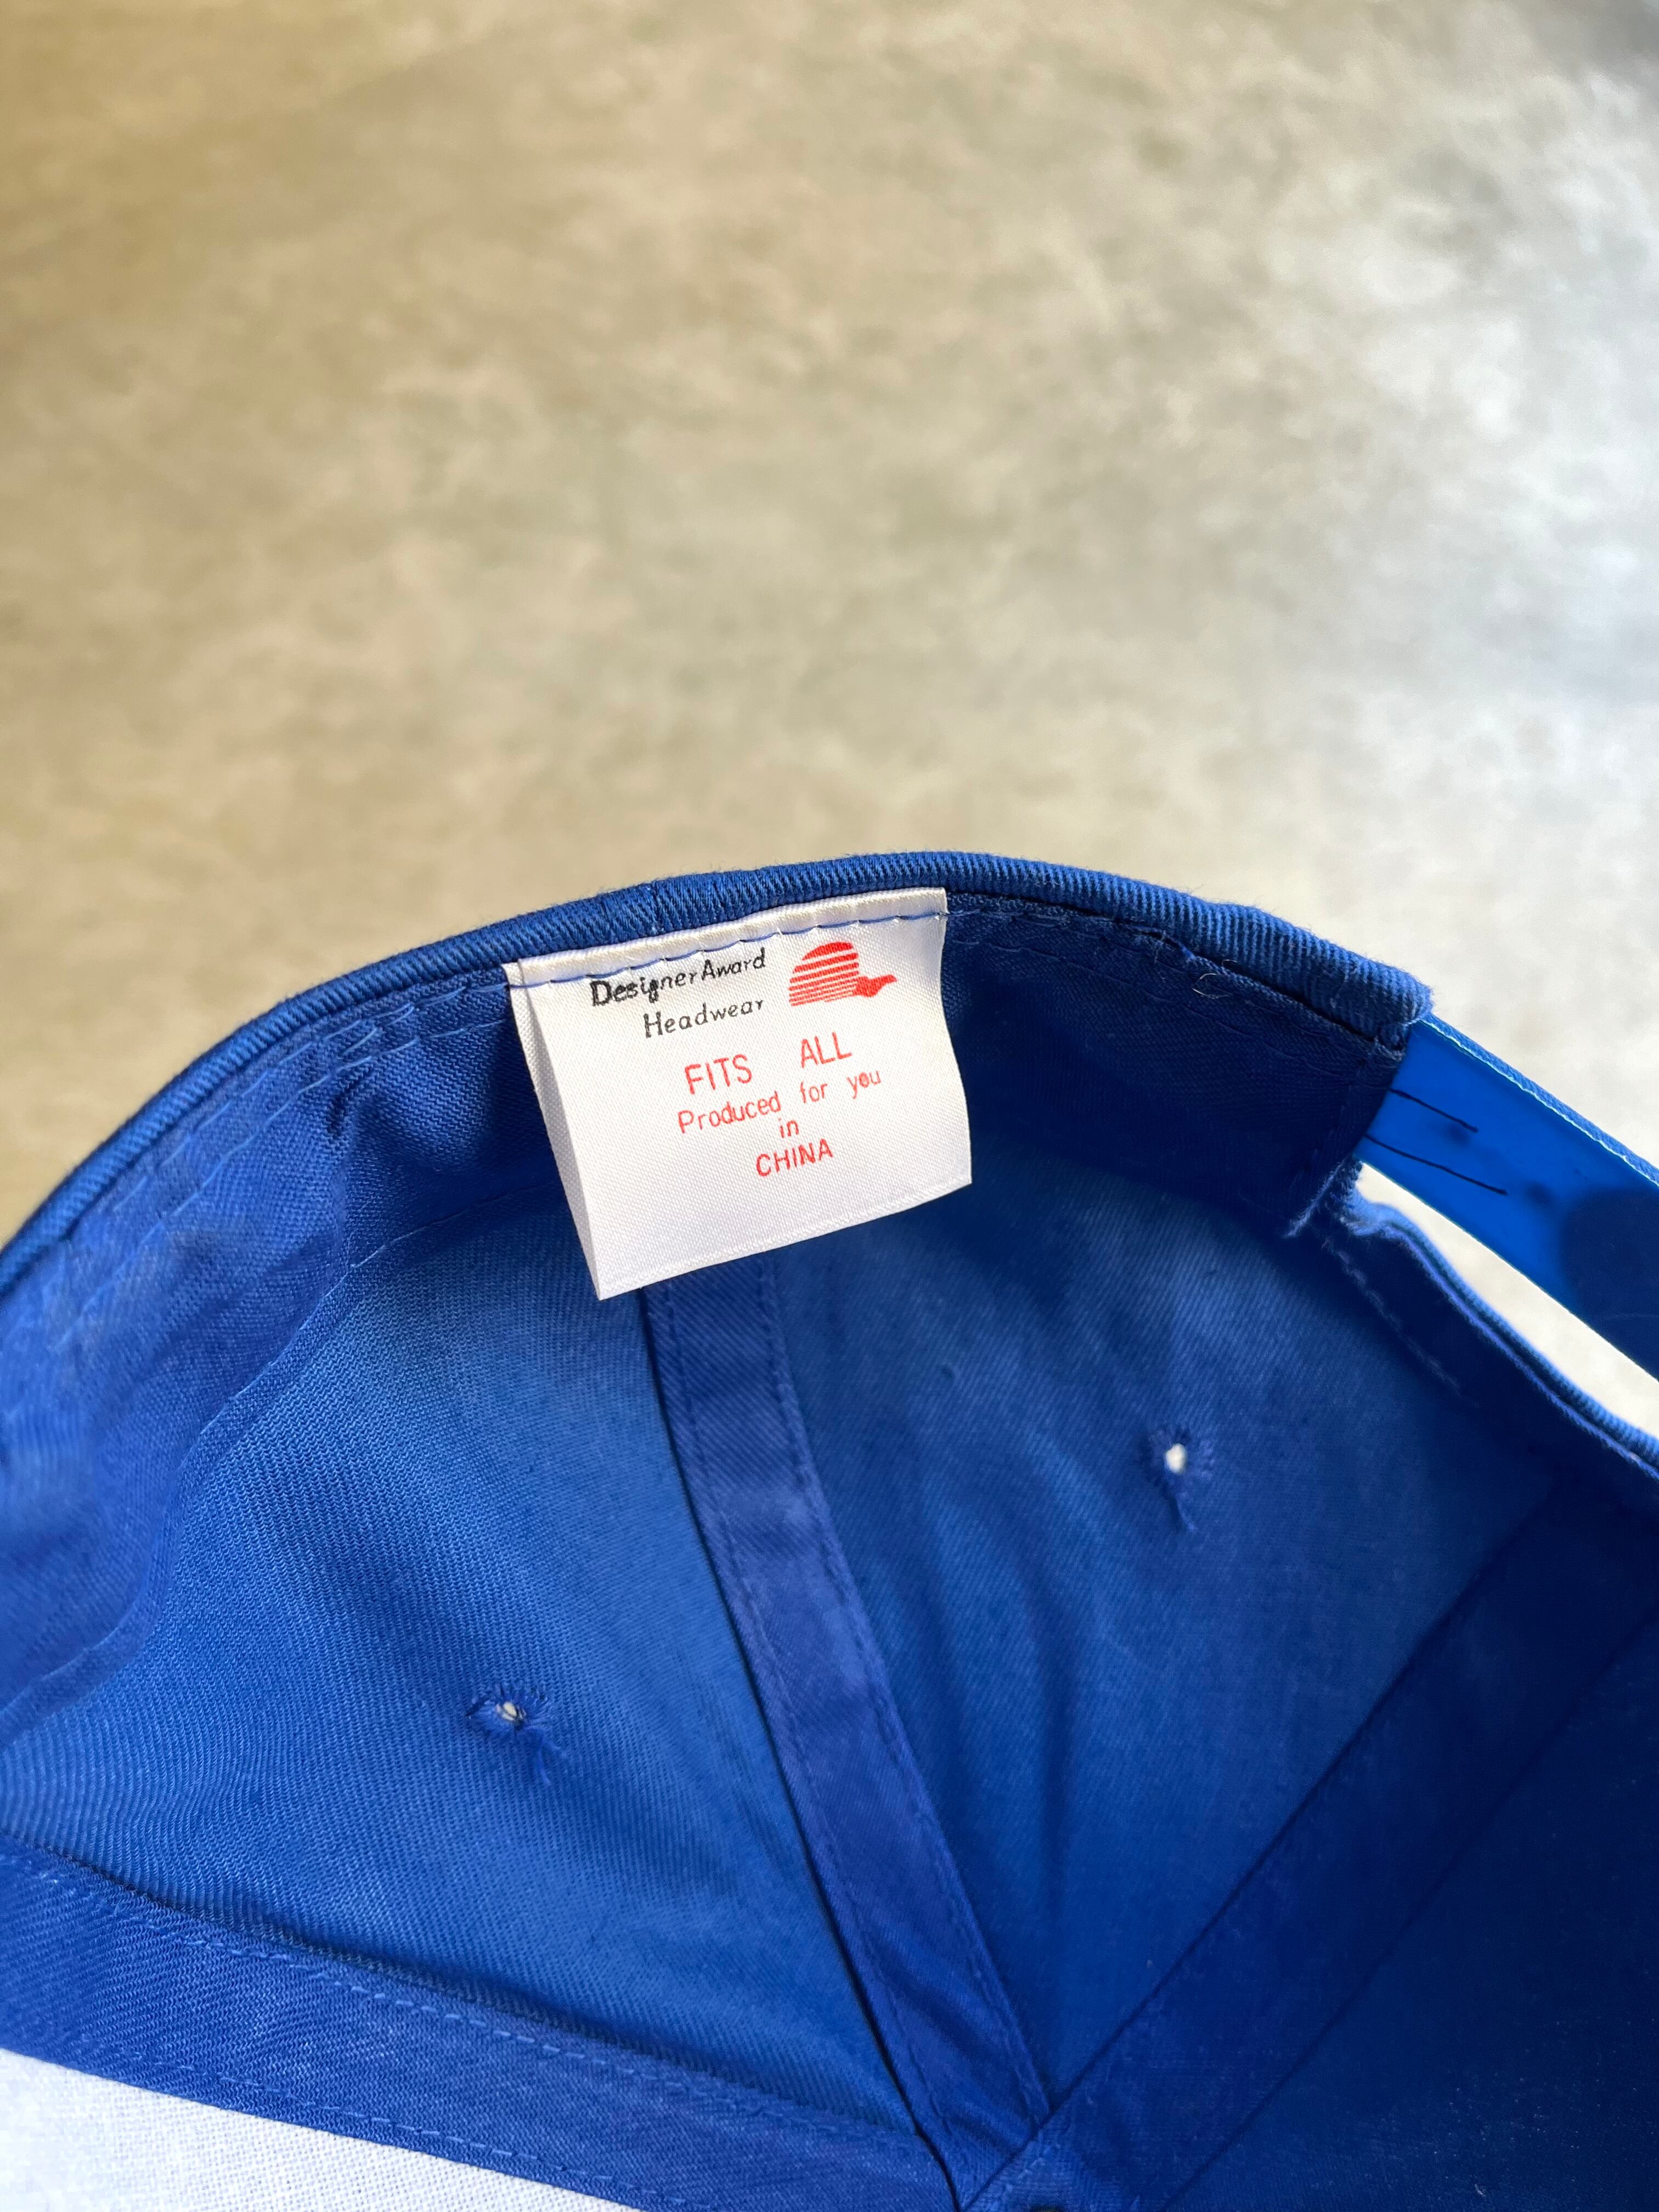 Designer Award
Headwear
FITS ALL
Produced for you
in
CHINA